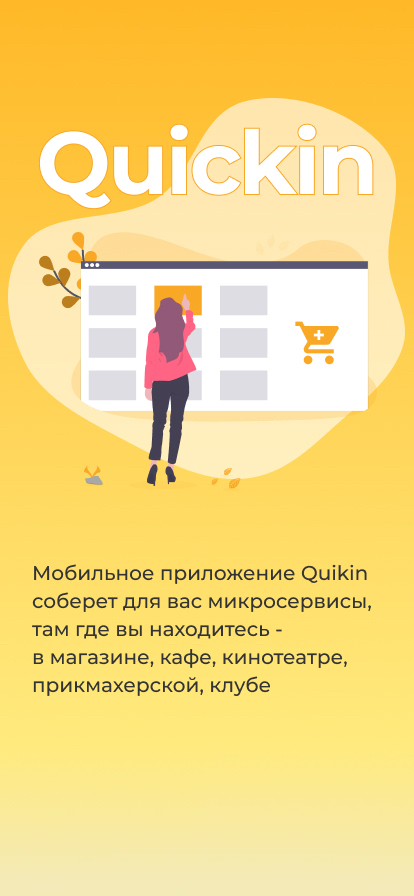 Quickin
Мобильное приложение Quikin
соберет для вас микросервисы,
там где вы находитесь -
в магазине, кафе, кинотеатре,
прикмахерской, клубе